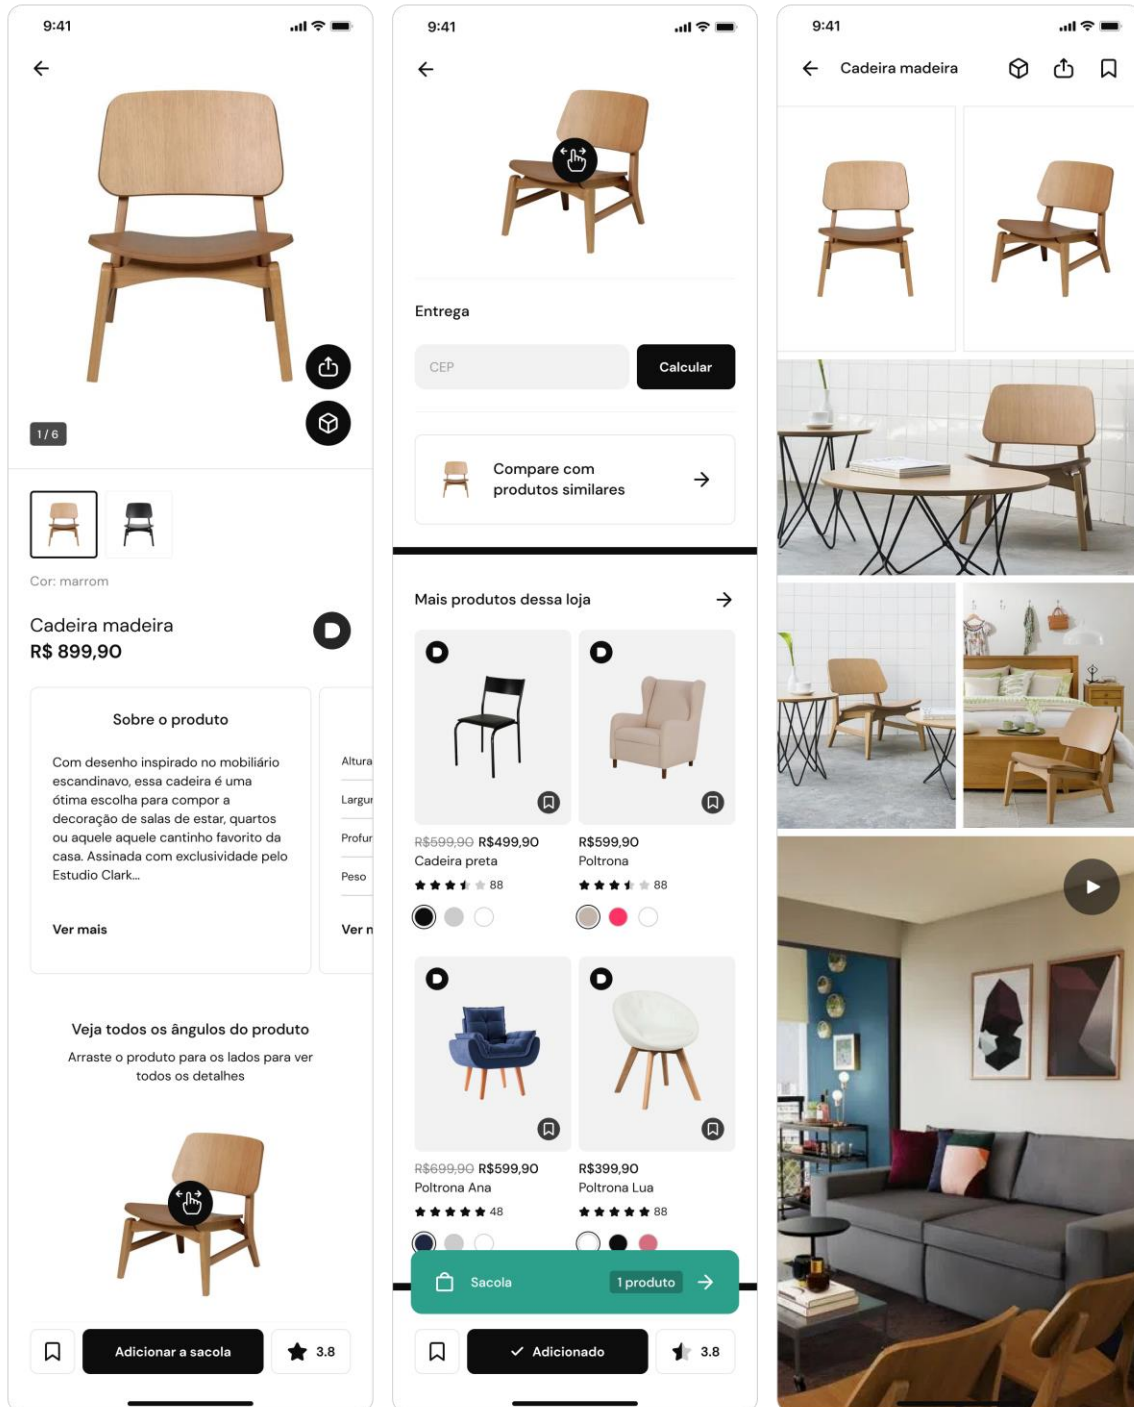 9:41
1 / 6
Cor: marrom
Cadeira madeira
R$ 899,90
Sobre o produto
Com desenho inspirado no mobiliário
escandinavo, essa cadeira é uma
ótima escolha para compor a
decoração de salas de estar, quartos
ou aquele aquele cantinho favorito da
casa. Assinada com exclusividade pelo
Estudio Clark...
Ver mais
Altura
Largur
Profur
Peso
Ver n
Veja todos os ângulos do produto
Arraste o produto para os lados para ver
todos os detalhes
Adicionar a sacola
3.8
9:41
Entrega
CEP
Calcular
Compare com
produtos similares
Mais produtos dessa loja
R$599,90 R$499,90
Cadeira preta
88
R$599,90
Poltrona
88
R$699,90 R$599,90
Poltrona Ana
48
R$399,90
Poltrona Lua
88
Sacola
1 produto
Adicionado
3.8
9:41
Cadeira madeira